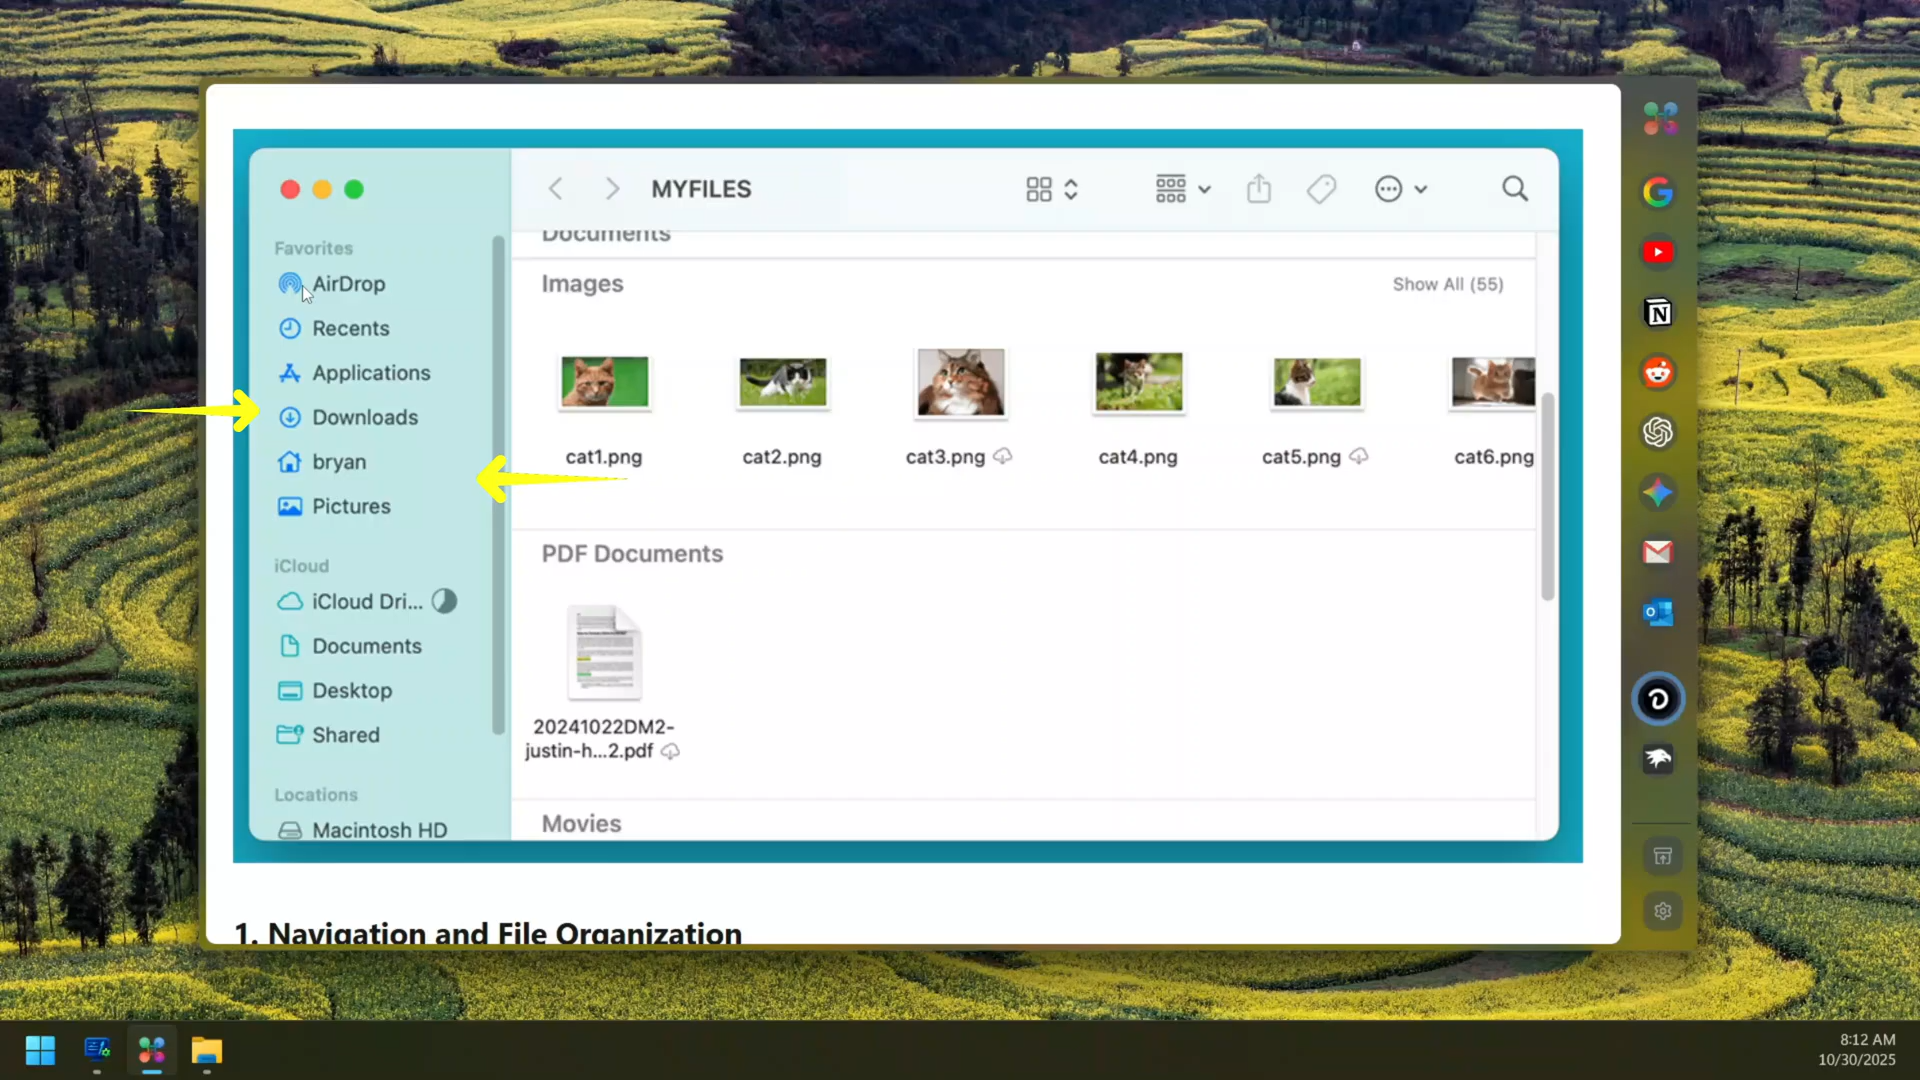 MYFILES
Favorites
AirDrop
Recents
Applications
Downloads
bryan
Pictures
iCloud
iCloud Dri...
Documents
Desktop
Shared
Locations
Macintosh HD
Documents
Images
Show All (55)
cat1.png
cat2.png
cat3.png
cat4.png
cat5.png
cat6.png
PDF Documents
20241022DM2-
justin-h...2.pdf
Movies
1. Navigation and File Organization
8:12 AM
10/30/2025